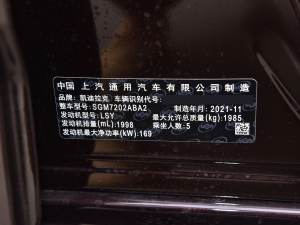 中国上汽通用汽车有限公司制造
品牌：凯迪拉克 车辆识别代号：
整车型号：SGM7202ABA2 制造年月：2021-11
发动机型号：LSY 最大允许总质量(kg)：1985
发动机排量(mL)：1998 乘坐人数：5
发动机最大净功率(kW)：169